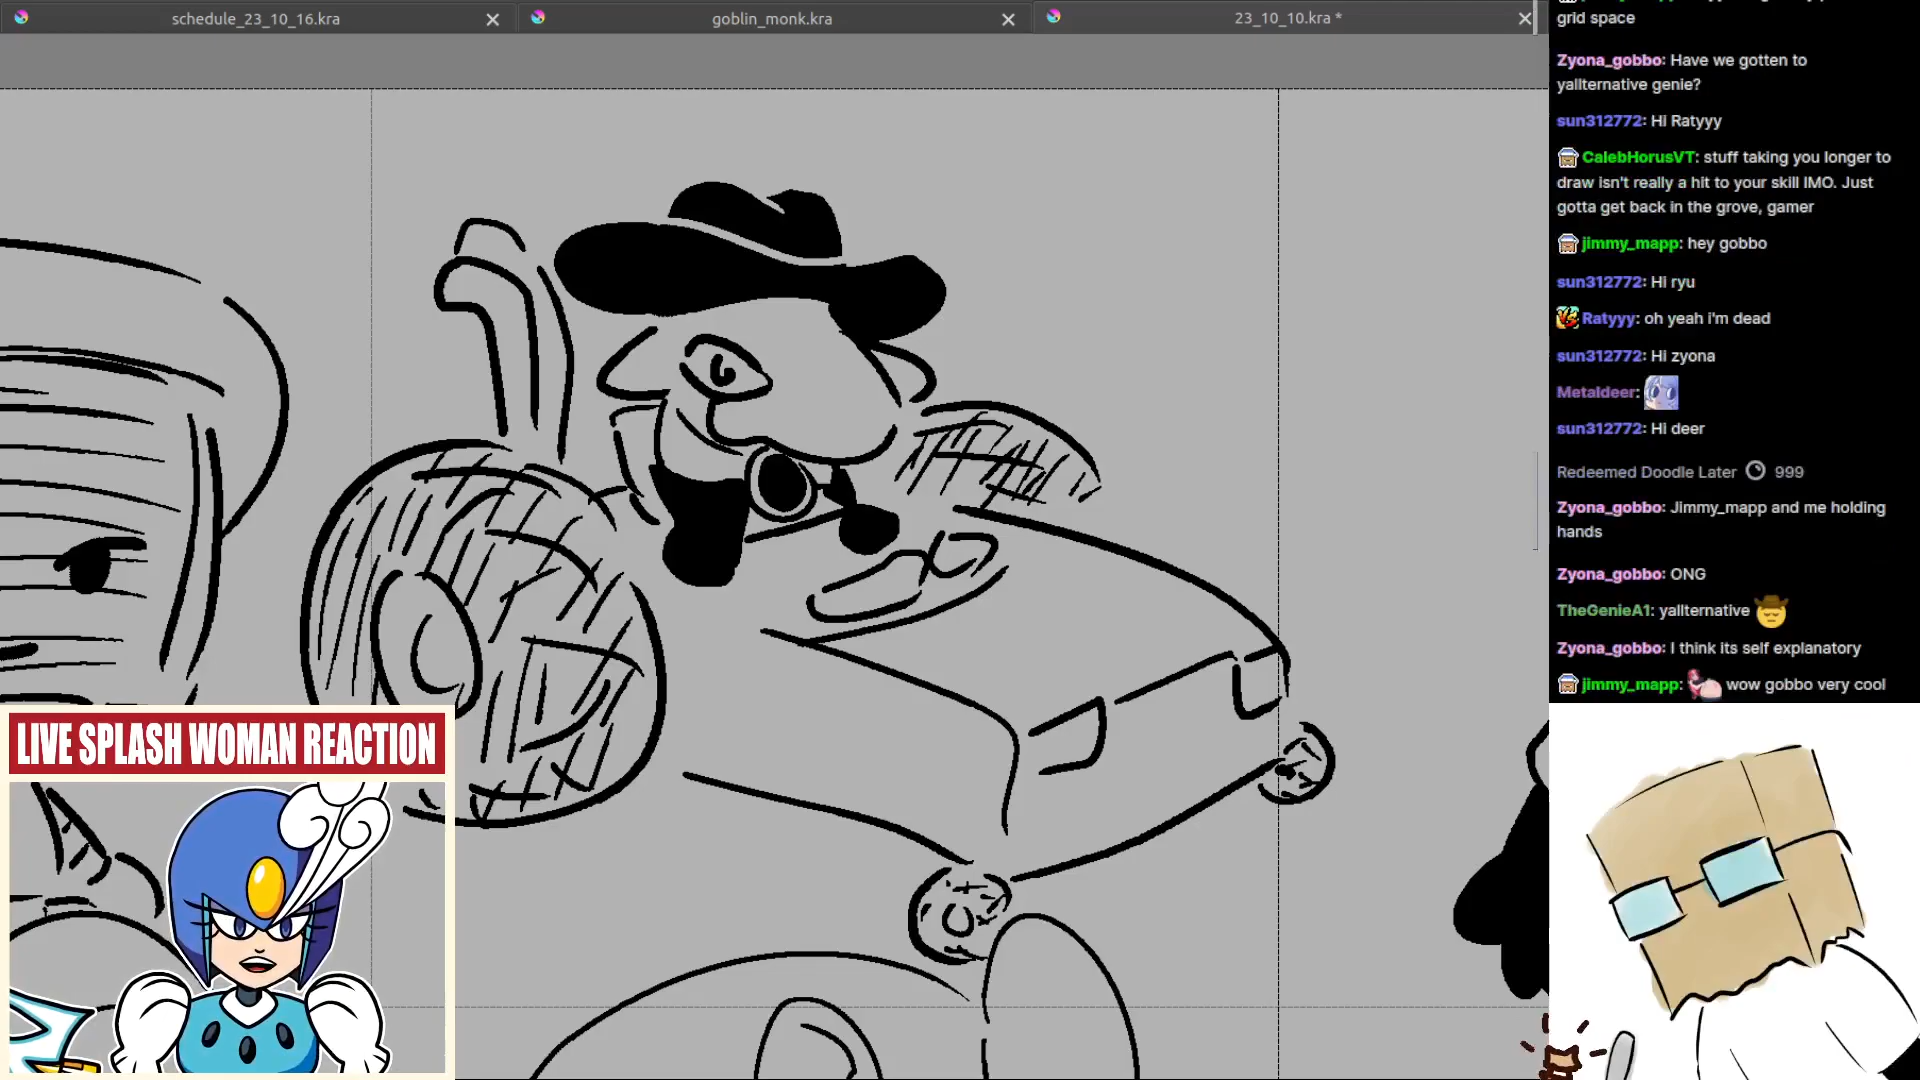 schedule_23_10_16.kra
goblin_monk.kra
23_10_10.kra *
grid space
Zyona_gobbo: Have we gotten to
yallternative genie?
sun312772: HI Ratyyy
CalebHorusVT: stuff taking you longer to
draw isn't really a hit to your skill IMO. Just
gotta get back in the grove, gamer
jimmy_mapp: hey gobbo
sun312772: Hi ryu
Ratyyy: oh yeah i'm dead
sun312772: Hi zyona
Metaldeer:
sun312772: Hi deer
Redeemed Doodle Later 999
Zyona_gobbo: Jimmy_mapp and me holding
hands
Zyona_gobbo: ONG
TheGenieA1: yallternative
Zyona_gobbo: I think its self explanatory
jimmy_mapp: wow gobbo very cool
LIVE SPLASH WOMAN REACTION